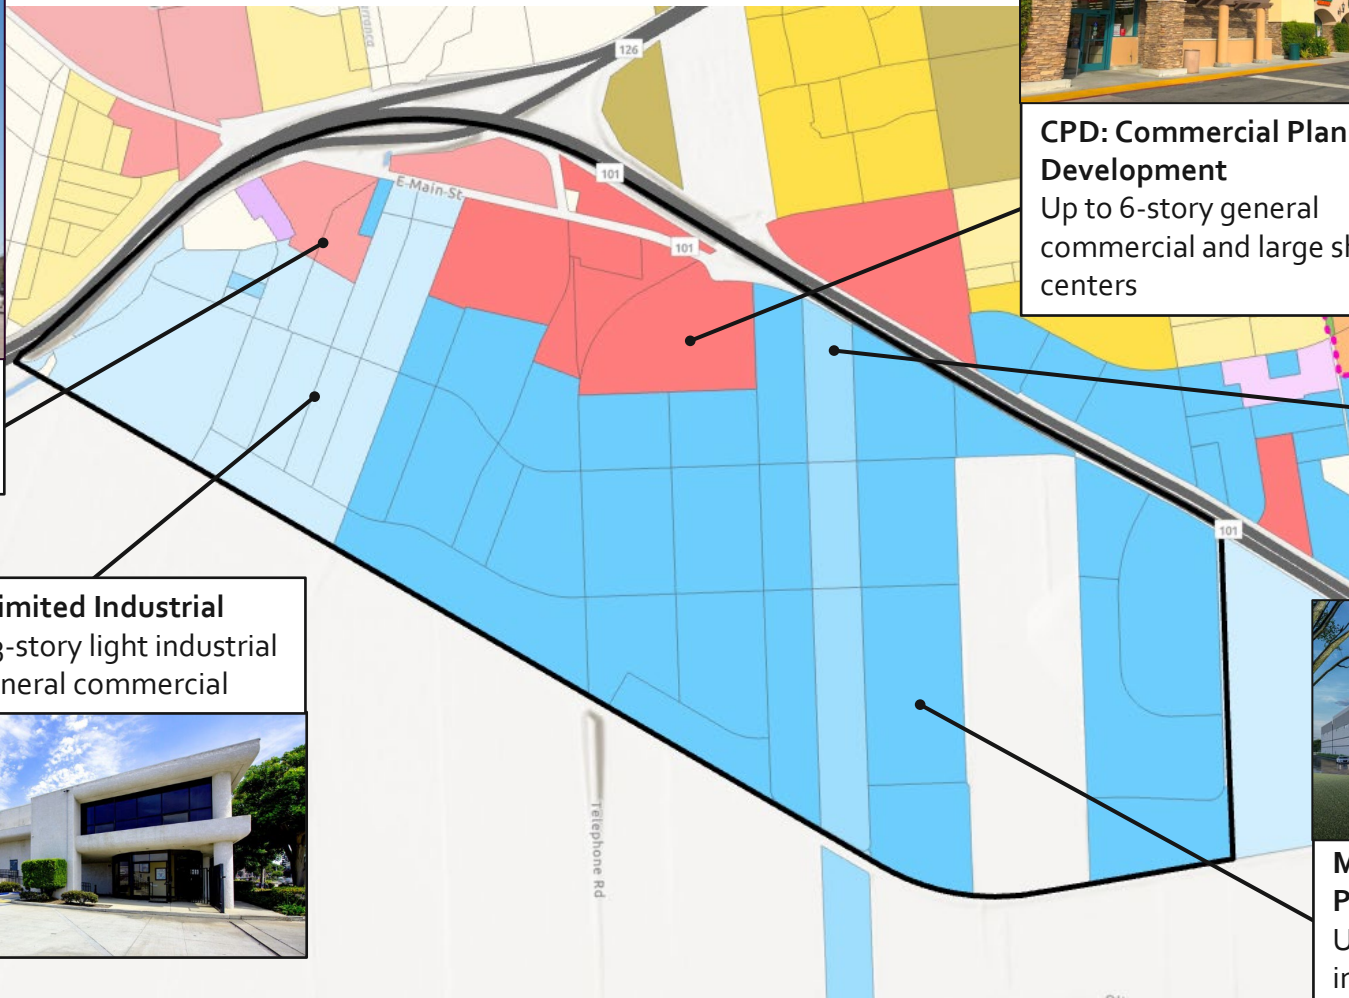 126
101
E Main St
101
CPD: Commercial Plan
Development
Up to 6-story general
commercial and large sh
centers
101
imited Industrial
3-story light industrial
neral commercial
Telephone Rd
M
P
U
in